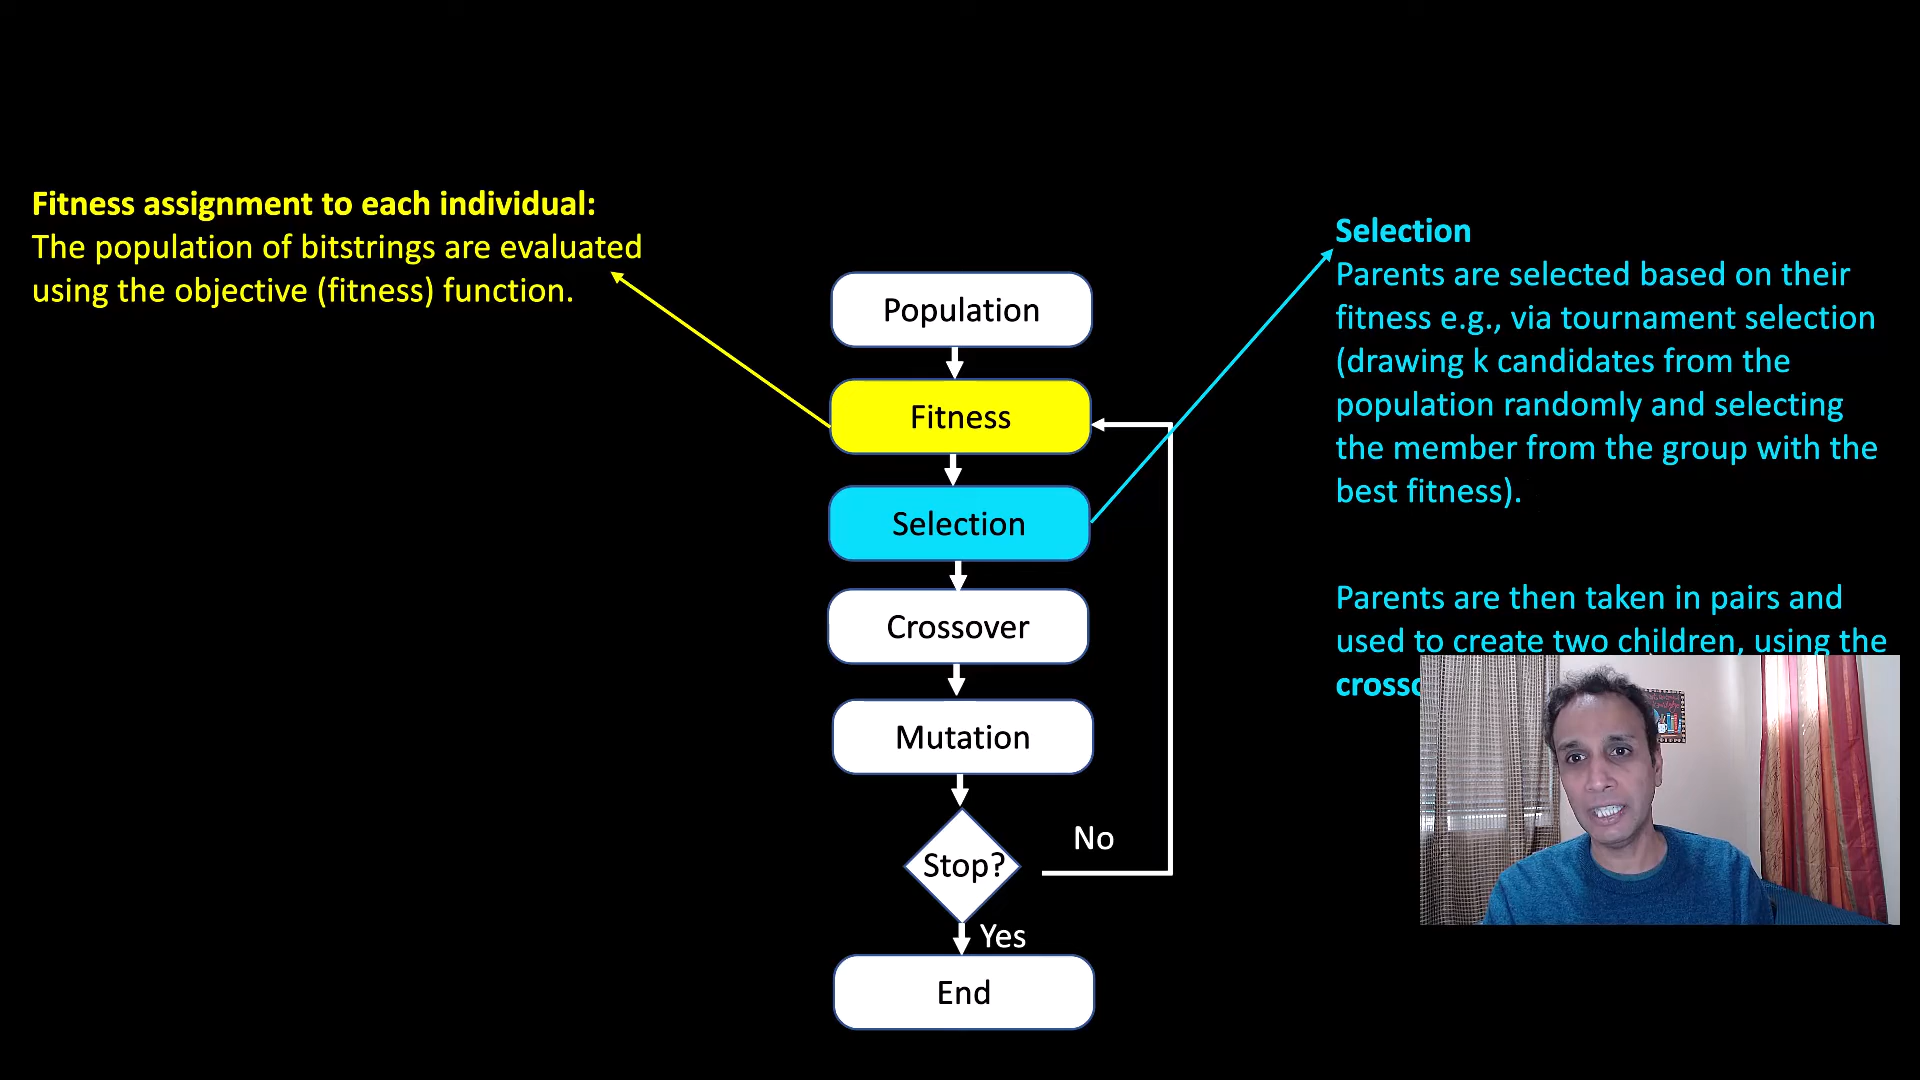 Fitness assignment to each individual:
The population of bitstrings are evaluated
using the objective (fitness) function.
Population
Fitness
Selection
Crossover
Mutation
Stop?
No
Yes
End
Selection
Parents are selected based on their
fitness e.g., via tournament selection
(drawing k candidates from the
population randomly and selecting
the member from the group with the
best fitness).
Parents are then taken in pairs and
used to create two children, using the